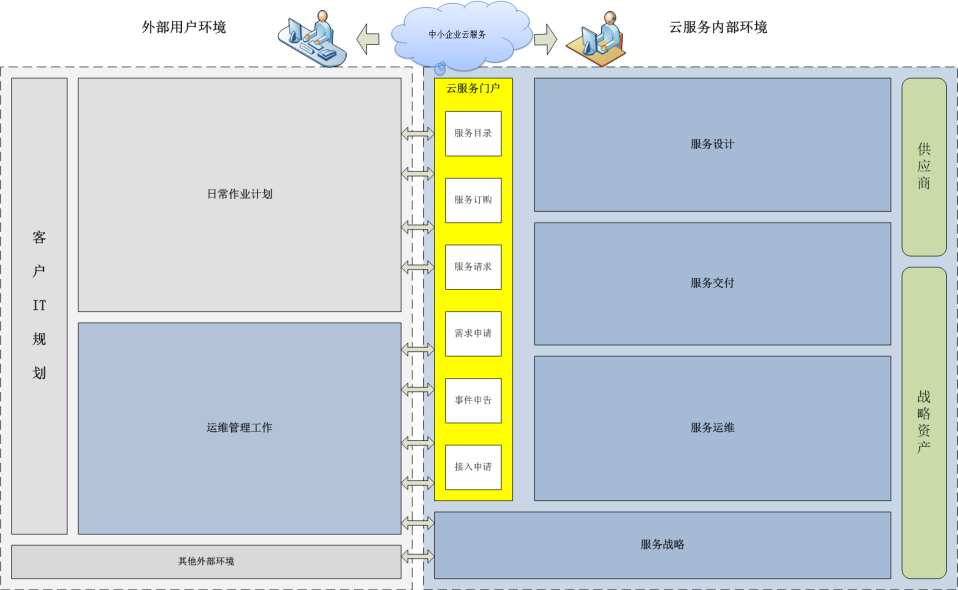 外部用户环境
中小企业云服务
云服务内部环境
客
户
IT
规
划
日常作业计划
运维管理工作
其他外部环境
云服务门户
服务目录
服务订购
服务请求
需求申请
事件申告
接入申请
服务设计
服务交付
服务运维
服务战略
供
应
商
战
略
资
产